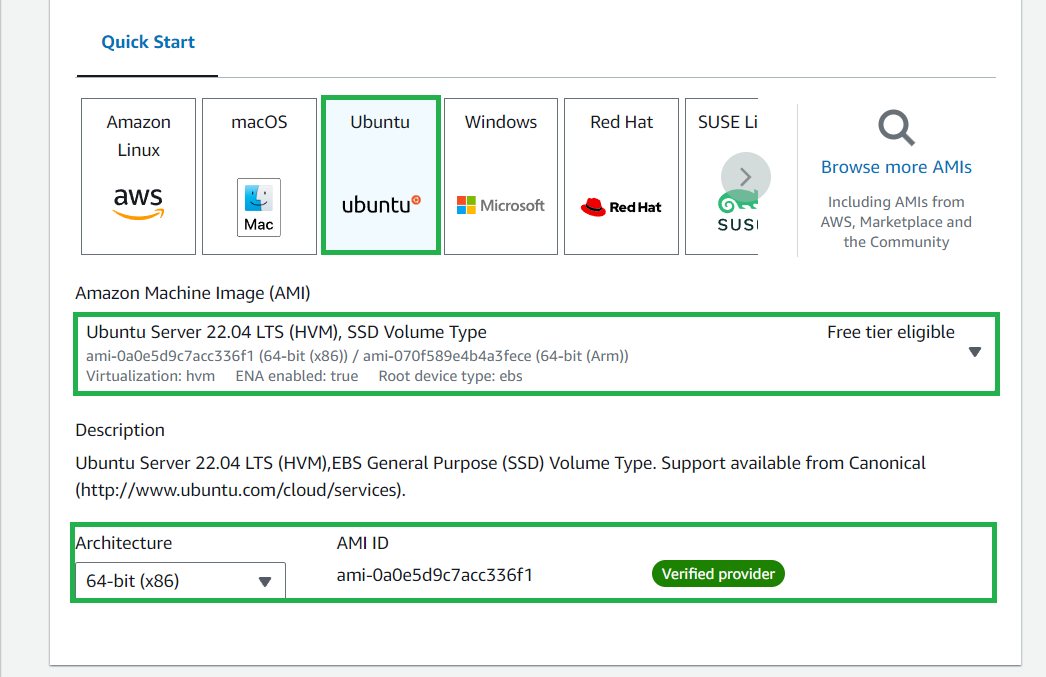 Quick Start
Amazon
Linux
aws
macOS
Mac
Ubuntu
ubuntu
Windows
Microsoft
Red Hat
Red Hat
SUSE Li
SUS
Browse more AMIs
Including AMIs from
AWS, Marketplace and
the Community
Amazon Machine Image (AMI)
Ubuntu Server 22.04 LTS (HVM), SSD Volume Type
Free tier eligible
ami-0a0e5d9c7acc336f1 (64-bit (x86)) / ami-070f589e4b4a3fece (64-bit (Arm))
Virtualization: hvm ENA enabled: true Root device type: ebs
Description
Ubuntu Server 22.04 LTS (HVM),EBS General Purpose (SSD) Volume Type. Support available from Canonical
(http://www.ubuntu.com/cloud/services).
Architecture
64-bit (x86)
AMI ID
ami-0a0e5d9c7acc336f1
Verified provider